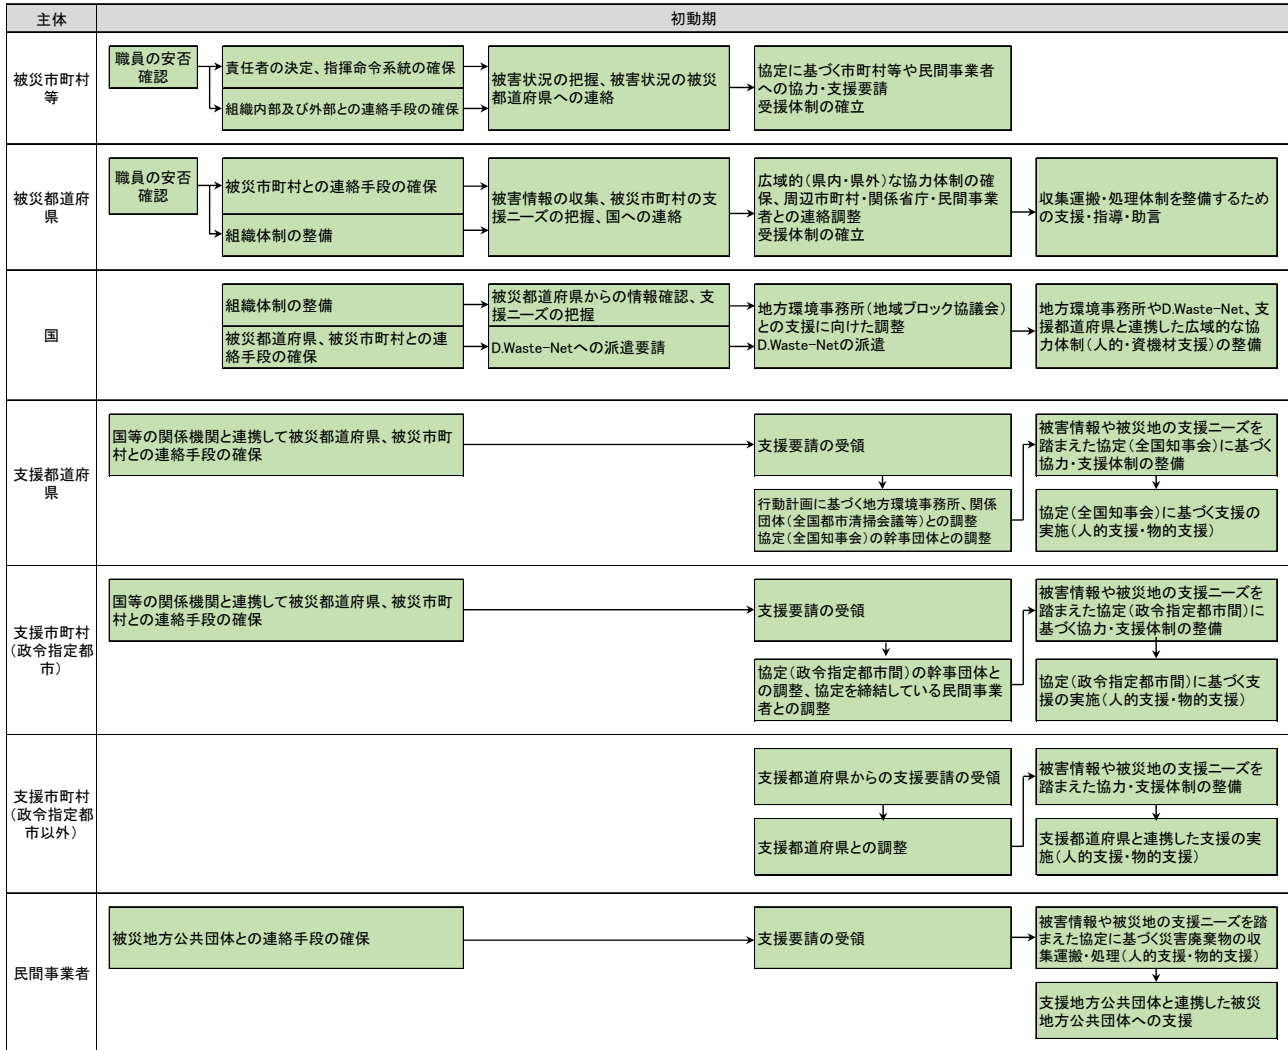 主体
初動期
被災市町村
等
職員の安否
確認
責任者の決定、指揮命令系統の確保
組織内部及び外部との連絡手段の確保
被害状況の把握、被害状況の被災
都道府県への連絡
協定に基づく市町村等や民間事業者
への協力・支援要請
受援体制の確立
被災都道府
県
職員の安否
確認
被災市町村との連絡手段の確保
組織体制の整備
被害情報の収集、被災市町村の支
援ニーズの把握、国への連絡
広域的(県内・県外)な協力体制の確
保、周辺市町村・関係省庁・民間事業
者との連絡調整
受援体制の確立
収集運搬・処理体制を整備するため
の支援・指導・助言
国
組織体制の整備
被災都道府県、被災市町村との連
絡手段の確保
被災都道府県からの情報確認、支
援ニーズの把握
D.Waste-Netへの派遣要請
地方環境事務所(地域ブロック協議会)
との支援に向けた調整
D.Waste-Netの派遣
地方環境事務所やD.Waste-Net、支
援都道府県と連携した広域的な協
力体制(人的・資機材支援)の整備
支援都道府
県
国等の関係機関と連携して被災都道府県、被災市町
村との連絡手段の確保
支援要請の受領
行動計画に基づく地方環境事務所、関係
団体(全国都市清掃会議等)との調整
協定(全国知事会)の幹事団体との調整
被害情報や被災地の支援ニーズを
踏まえた協定(全国知事会)に基づく
協力・支援体制の整備
協定(全国知事会)に基づく支援の
実施(人的支援・物的支援)
支援市町村
(政令指定都
市)
国等の関係機関と連携して被災都道府県、被災市町
村との連絡手段の確保
支援要請の受領
協定(政令指定都市間)の幹事団体と
の調整、協定を締結している民間事業
者との調整
被害情報や被災地の支援ニーズを
踏まえた協定(政令指定都市間)に
基づく協力・支援体制の整備
協定(政令指定都市間)に基づく支
援の実施(人的支援・物的支援)
支援市町村
(政令指定都
市以外)
支援都道府県からの支援要請の受領
支援都道府県との調整
被害情報や被災地の支援ニーズを
踏まえた協力・支援体制の整備
支援都道府県と連携した支援の実
施(人的支援・物的支援)
民間事業者
被災地方公共団体との連絡手段の確保
支援要請の受領
被害情報や被災地の支援ニーズを踏
まえた協定に基づく災害廃棄物の収
集運搬・処理(人的支援・物的支援)
支援地方公共団体と連携した被災
地方公共団体への支援